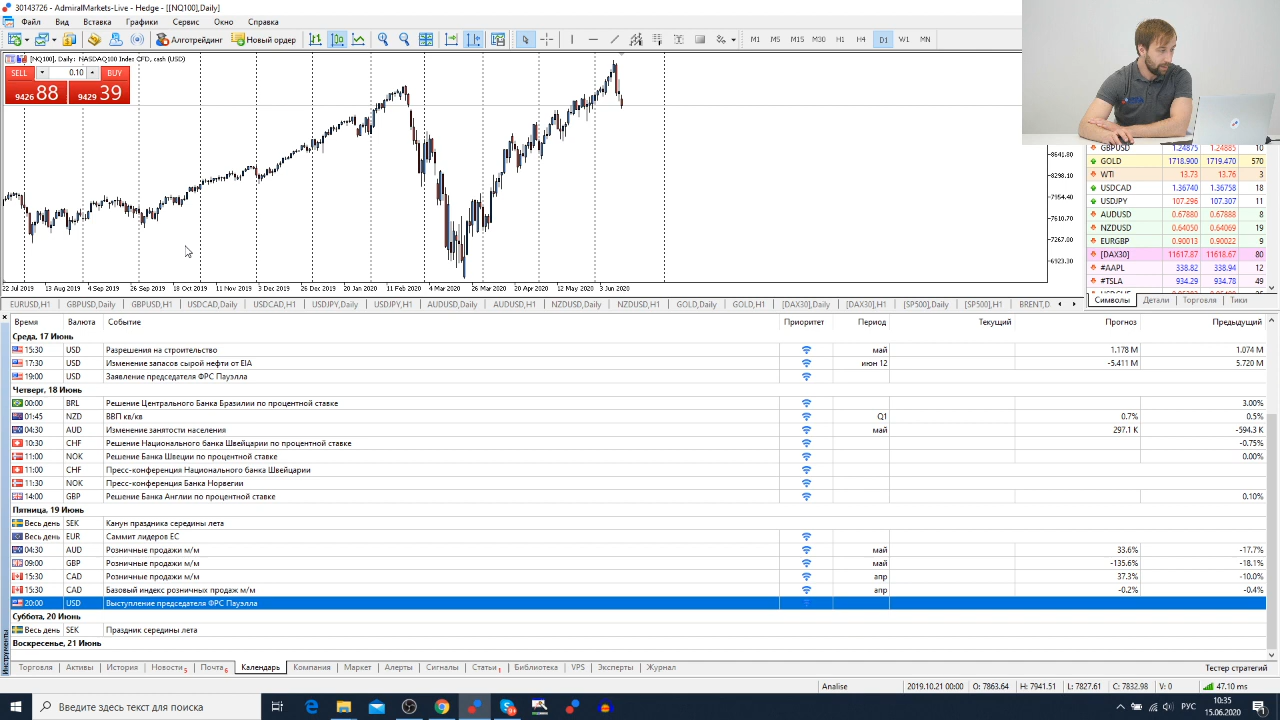 30143726 - AdmiralMarkets-Live - Hedge - [[NQ100],Daily]
Файл Вид Вставка Графики Сервис Окно Справка
Алготрейдинг Новый ордер M1 M5 M15 M30 H1 H4 D1 W1 MN
[NQ100], Daily: NASDAQ100 Index CFD, cash (USD)
SELL 0.10 BUY
9426 88 9429 39
8641.80
8298.10
7954.40
7610.70
7267.00
6923.30
22 Jul 2019 13 Aug 2019 4 Sep 2019 26 Sep 2019 18 Oct 2019 11 Nov 2019 3 Dec 2019 26 Dec 2019 20 Jan 2020 11 Feb 2020 4 Mar 2020 26 Mar 2020 20 Apr 2020 12 May 2020 3 Jun 2020
GBPUSD 1.24875 1.24885 10
GOLD 1718.900 1719.470 570
WTI 13.73 13.76 3
USDCAD 1.36740 1.36758 18
USDJPY 107.296 107.307 11
AUDUSD 0.67880 0.67888 8
NZDUSD 0.64050 0.64069 19
EURGBP 0.90013 0.90022 9
[DAX30] 11617.87 11618.67 80
#AAPL 338.82 338.94 12
#TSLA 934.29 934.78 49
Символы Детали Торговля Тики
EURUSD,H1 GBPUSD,Daily GBPUSD,H1 USDCAD,Daily USDCAD,H1 USDJPY,Daily USDJPY,H1 AUDUSD,Daily AUDUSD,H1 NZDUSD,Daily NZDUSD,H1 GOLD,Daily GOLD,H1 [DAX30],Daily [DAX30],H1 [SP500],Daily [SP500],H1 BRENT,D
Время Валюта Событие Приоритет Период Текущий Прогноз Предыдущий
Среда, 17 Июнь
15:30 USD Разрешения на строительство май 1.178 M 1.074 M
17:30 USD Изменение запасов сырой нефти от EIA июн 12 -5.411 M 5.720 M
19:00 USD Заявление председателя ФРС Пауэлла
Четверг, 18 Июнь
00:00 BRL Решение Центрального Банка Бразилии по процентной ставке 3.00%
01:45 NZD ВВП кв/кв Q1 0.7% 0.5%
04:30 AUD Изменение занятости населения май 297.1 K -594.3 K
10:30 CHF Решение Национального банка Швейцарии по процентной ставке -0.75%
11:00 NOK Решение Банка Швеции по процентной ставке 0.00%
11:00 CHF Пресс-конференция Национального банка Швейцарии
11:30 NOK Пресс-конференция Банка Норвегии
14:00 GBP Решение Банка Англии по процентной ставке 0.10%
Пятница, 19 Июнь
Весь день SEK Канун праздника середины лета
Весь день EUR Саммит лидеров ЕС
04:30 AUD Розничные продажи м/м май 33.6% -17.7%
09:00 GBP Розничные продажи м/м май -135.6% -18.1%
15:30 CAD Розничные продажи м/м апр 37.3% -10.0%
15:30 CAD Базовый индекс розничных продаж м/м апр -0.2% -0.4%
20:00 USD Выступление председателя ФРС Пауэлла
Суббота, 20 Июнь
Весь день SEK Праздник середины лета
Воскресенье, 21 Июнь
Инструменты
Торговля Активы История Новости 5 Почта 6 Календарь Компания Маркет Алерты Сигналы Статьи 1 Библиотека VPS Эксперты Журнал Тестер стратегий
Analise 2019.10.21 00:00 O: 7863.64 H: 7941.51 L: 7827.61 C: 7832.98 V: 0 47.10 ms
Введите здесь текст для поиска
РУС
10:35
15.06.2020